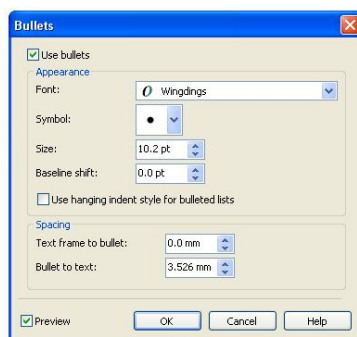 Bullets
Use bullets
Appearance
Font: O Wingdings
Symbol:
Size: 10.2 pt
Baseline shift: 0.0 pt
Use hanging indent style for bulleted lists
Spacing
Text frame to bullet: 0.0 mm
Bullet to text: 3.526 mm
Preview OK Cancel Help